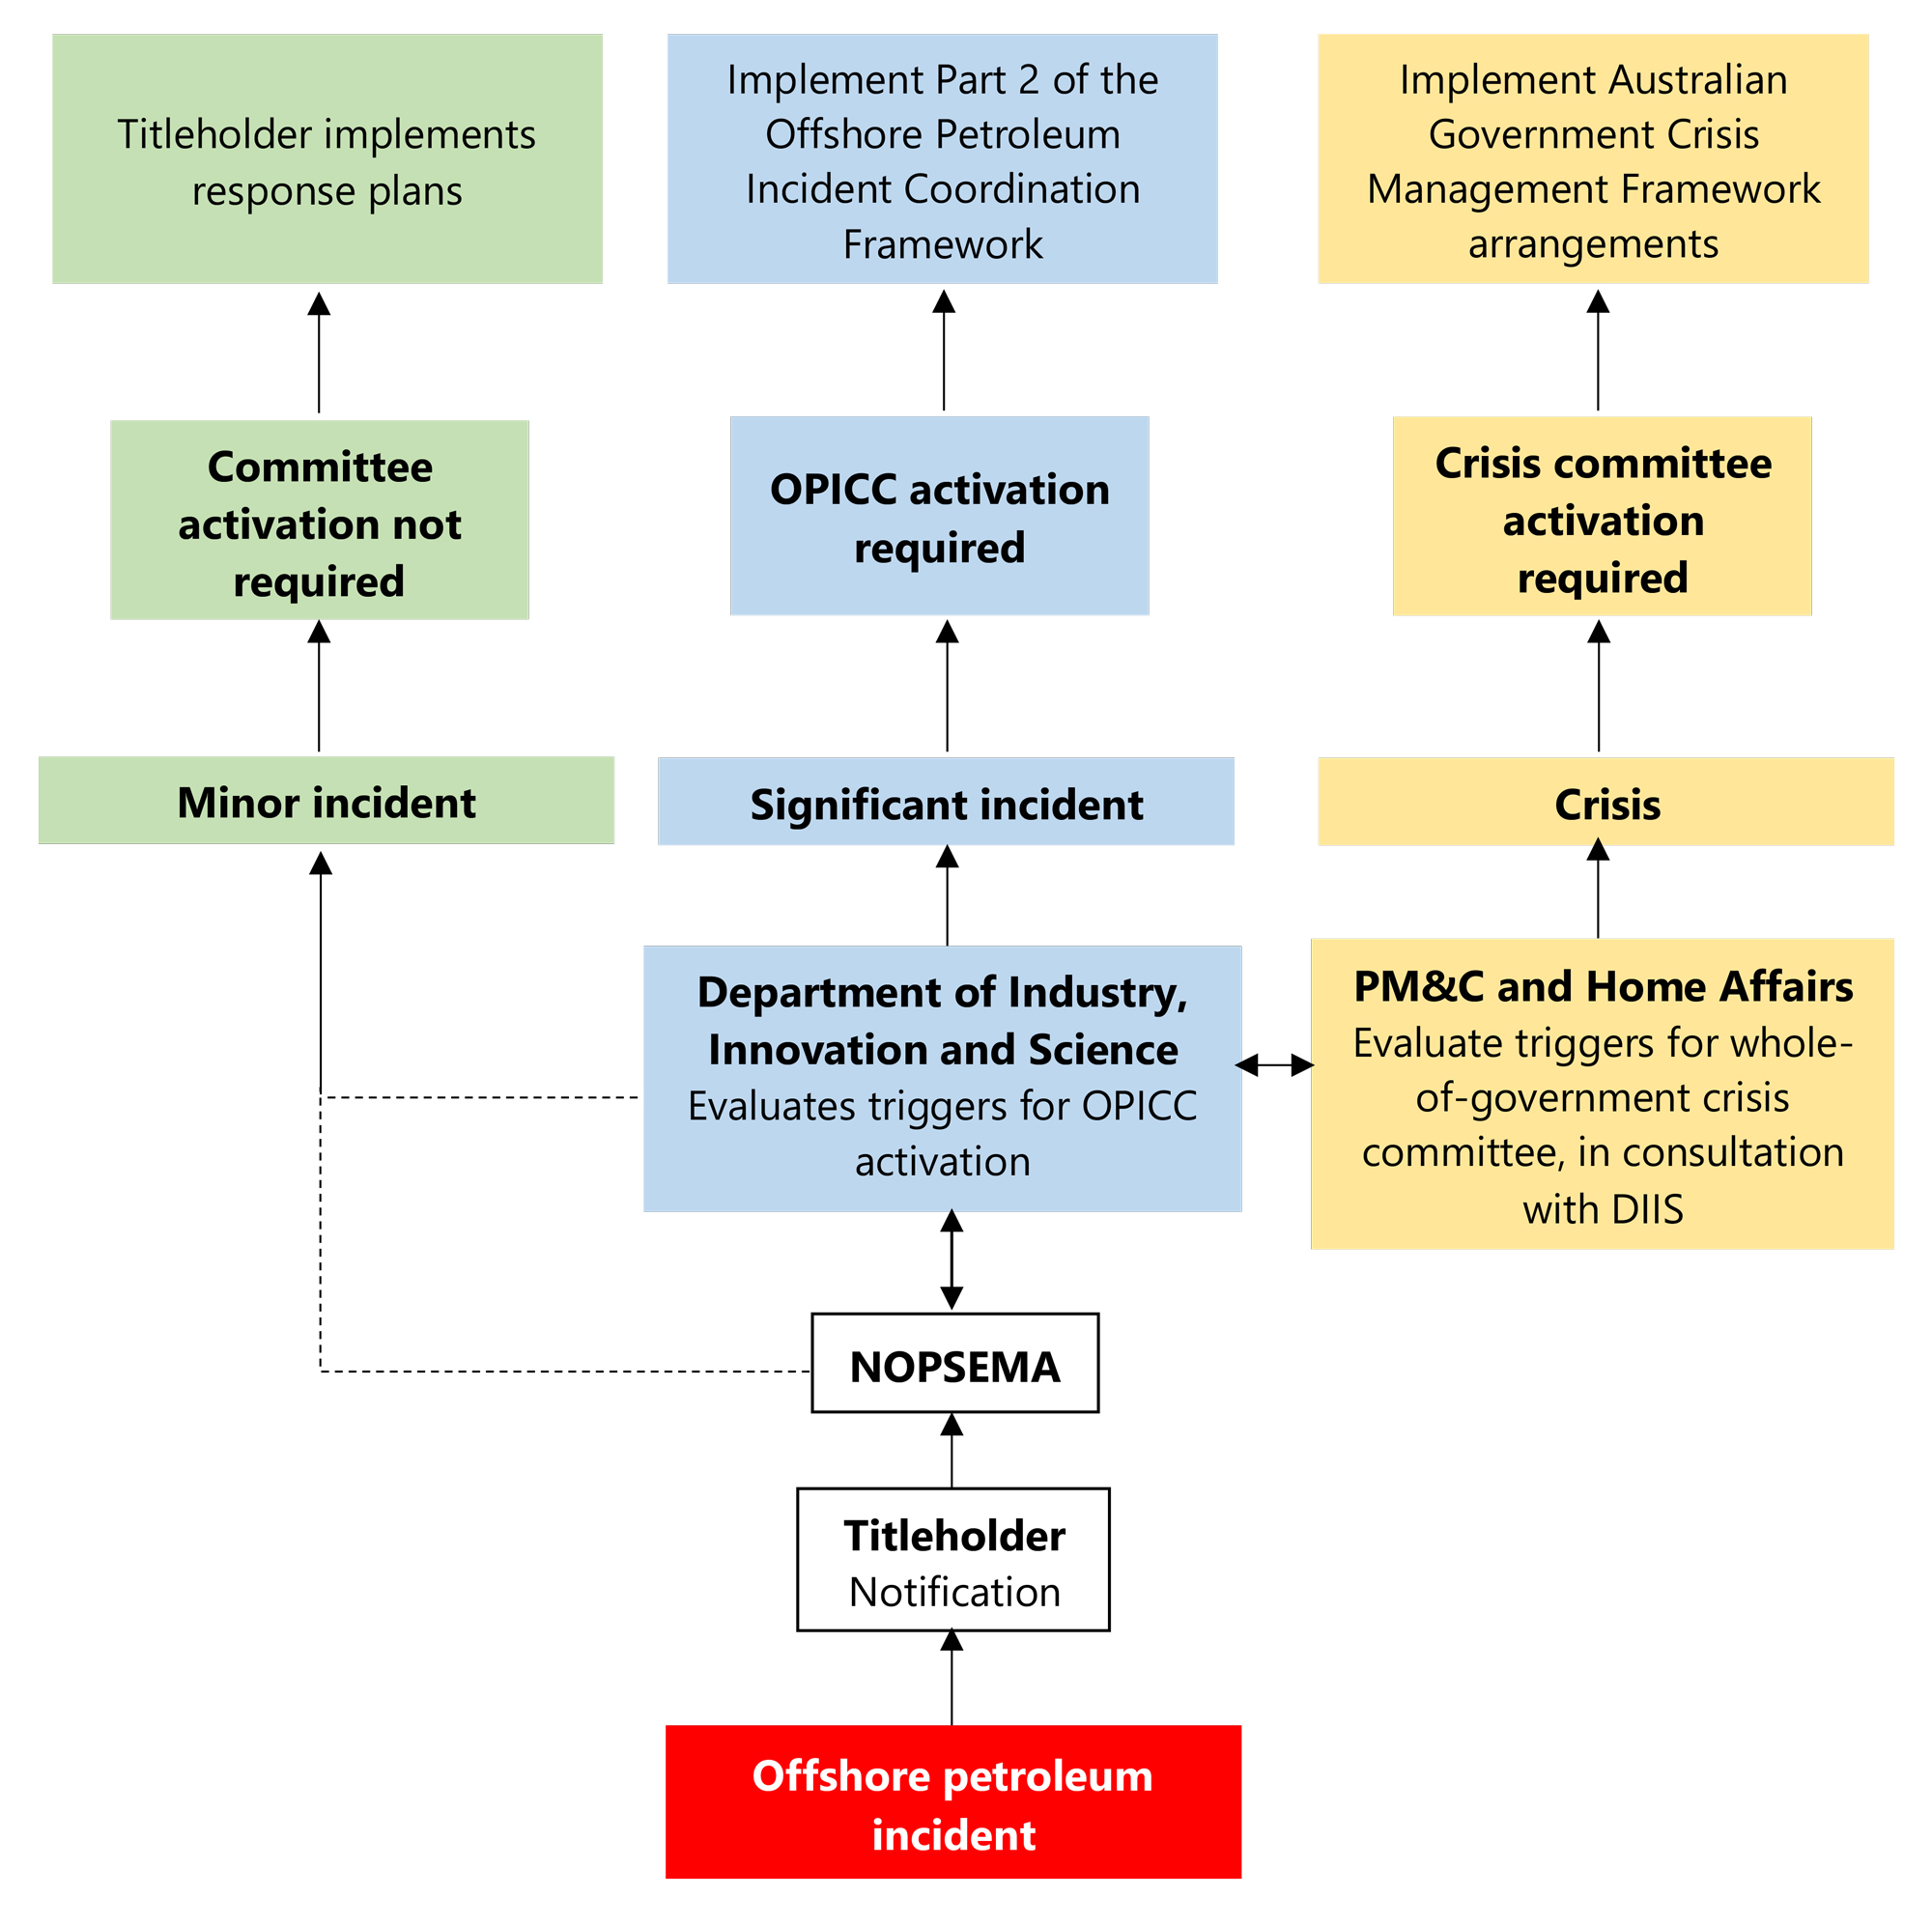 Titleholder implements
response plans
Implement Part 2 of the
Offshore Petroleum
Incident Coordination
Framework
Implement Australian
Government Crisis
Management Framework
arrangements
Committee
activation not
required
OPICC activation
required
Crisis committee
activation
required
Minor incident
Significant incident
Crisis
Department of Industry,
Innovation and Science
Evaluates triggers for OPICC
activation
PM&C and Home Affairs
Evaluate triggers for whole-
of-government crisis
committee, in consultation
with DIIS
NOPSEMA
Titleholder
Notification
Offshore petroleum
incident